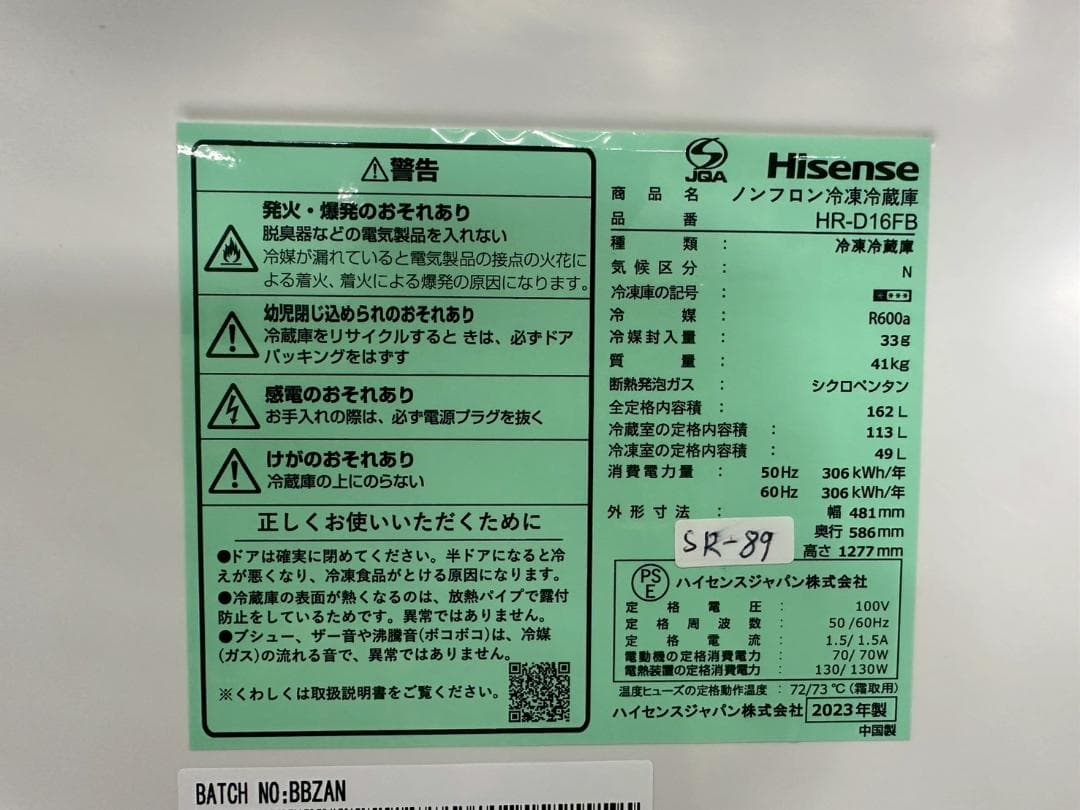 ⚠警告
発火・爆発のおそれあり
脱臭器などの電気製品を入れない
冷媒が漏れていると電気製品の接点の火花に
よる着火、着火による爆発の原因になります。
幼児閉じ込められのおそれあり
冷蔵庫をリサイクルすると きは、必ずドア
パッキングをはずす
感電のおそれあり
お手入れの際は、必ず電源プラグを抜く
けがのおそれあり
冷蔵庫の上にのらない
正しくお使いいただくために
●ドアは確実に閉めてください。半ドアになると冷
えが悪くなり、冷凍食品がとける原因になります。
●冷蔵庫の表面が熱くなるのは、放熱パイプで露付
防止をしているためです。異常ではありません。
●ブシュー、ザー音や沸騰音(ボコボコ)は、冷媒
(ガス)の流れる音で、異常ではありません。
※くわしくは取扱説明書をご覧ください。
JQA
Hisense
商品名 ノンフロン冷凍冷蔵庫
品番 HR-D16FB
種類 : 冷凍冷蔵庫
気候区分 : N
冷凍庫の記号 : ****
冷媒 : R600a
冷媒封入量 : 33g
質量 : 41kg
断熱発泡ガス : シクロペンタン
全定格内容積 : 162 L
冷蔵室の定格内容積 : 113 L
冷凍室の定格内容積 : 49 L
消費電力量 : 50Hz 306 kWh/年
60Hz 306 kWh/年
外形寸法 : 幅 481mm
奥行 586mm
高さ 1277mm
SR-89
PSE ハイセンスジャパン株式会社
定格電圧 : 100V
定格周波数 : 50/60Hz
定格電流 : 1.5/1.5A
電動機の定格消費電力 : 70/70W
電熱装置の定格消費電力 : 130/130W
温度ヒューズの定格動作温度 : 72/73℃(霜取用)
ハイセンスジャパン株式会社 2023年製
中国製
BATCH NO:BBZAN